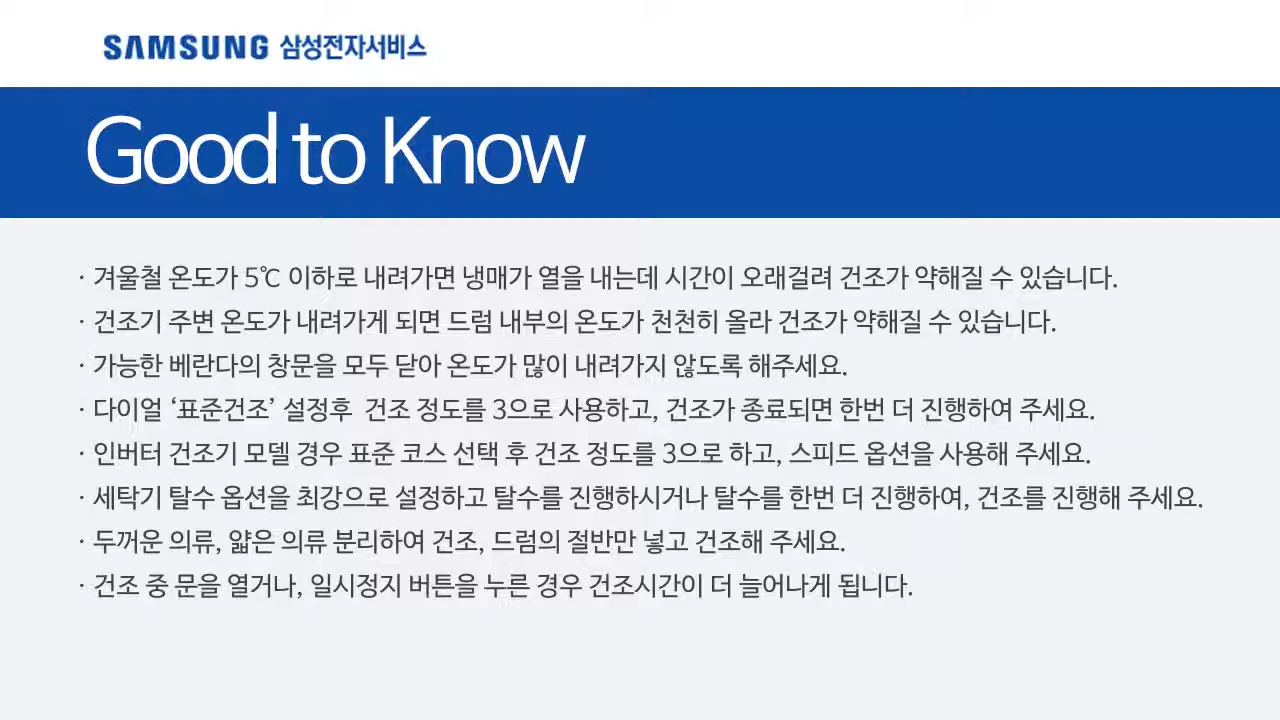 SAMSUNG 삼성전자서비스
Good to Know
· 겨울철 온도가 5℃ 이하로 내려가면 냉매가 열을 내는데 시간이 오래걸려 건조가 약해질 수 있습니다.
· 건조기 주변 온도가 내려가게 되면 드럼 내부의 온도가 천천히 올라 건조가 약해질 수 있습니다.
· 가능한 베란다의 창문을 모두 닫아 온도가 많이 내려가지 않도록 해주세요.
· 다이얼 ‘표준건조’ 설정후 건조 정도를 3으로 사용하고, 건조가 종료되면 한번 더 진행하여 주세요.
· 인버터 건조기 모델 경우 표준 코스 선택 후 건조 정도를 3으로 하고, 스피드 옵션을 사용해 주세요.
· 세탁기 탈수 옵션을 최강으로 설정하고 탈수를 진행하시거나 탈수를 한번 더 진행하여, 건조를 진행해 주세요.
· 두꺼운 의류, 얇은 의류 분리하여 건조, 드럼의 절반만 넣고 건조해 주세요.
· 건조 중 문을 열거나, 일시정지 버튼을 누른 경우 건조시간이 더 늘어나게 됩니다.